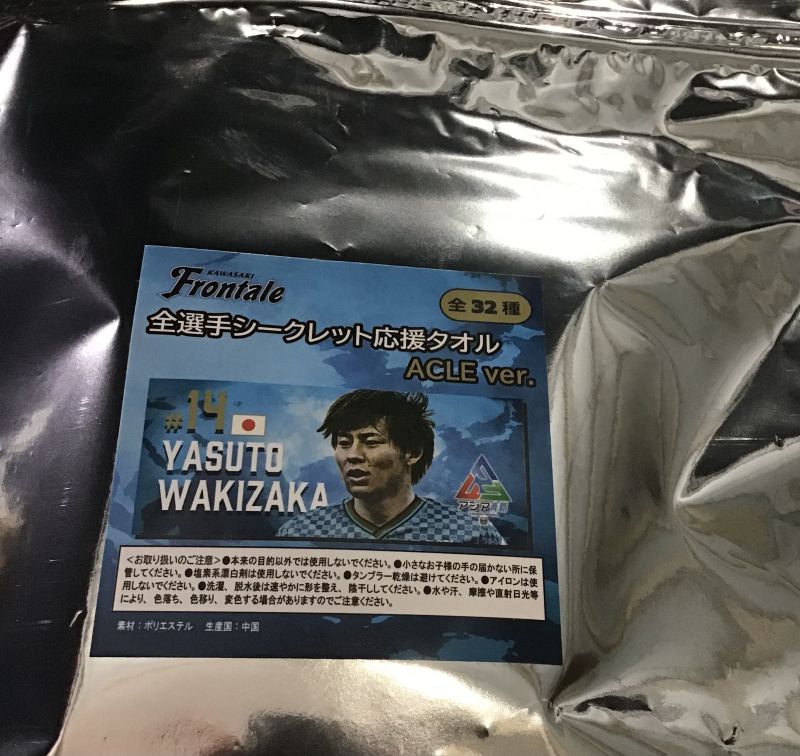 KAWASAKI
Frontale
全32種
全選手シークレット応援タオル
ACLE ver.
#14
YASUTO
WAKIZAKA
アジア
<お取り扱いのご注意>●本来の目的以外では使用しないでください。●小さなお子様の手の届かない所に保
管してください。●塩素系漂白剤は使用しないでください。●タンブラー乾燥は避けてください。●アイロンは使
用しないでください。●洗濯、脱水後は速やかに形を整え、陰干ししてください。●水や汗、摩擦や直射日光等
により、色落ち、色移り、変色する場合がありますのでご注意ください。
素材：ポリエステル 生産国：中国